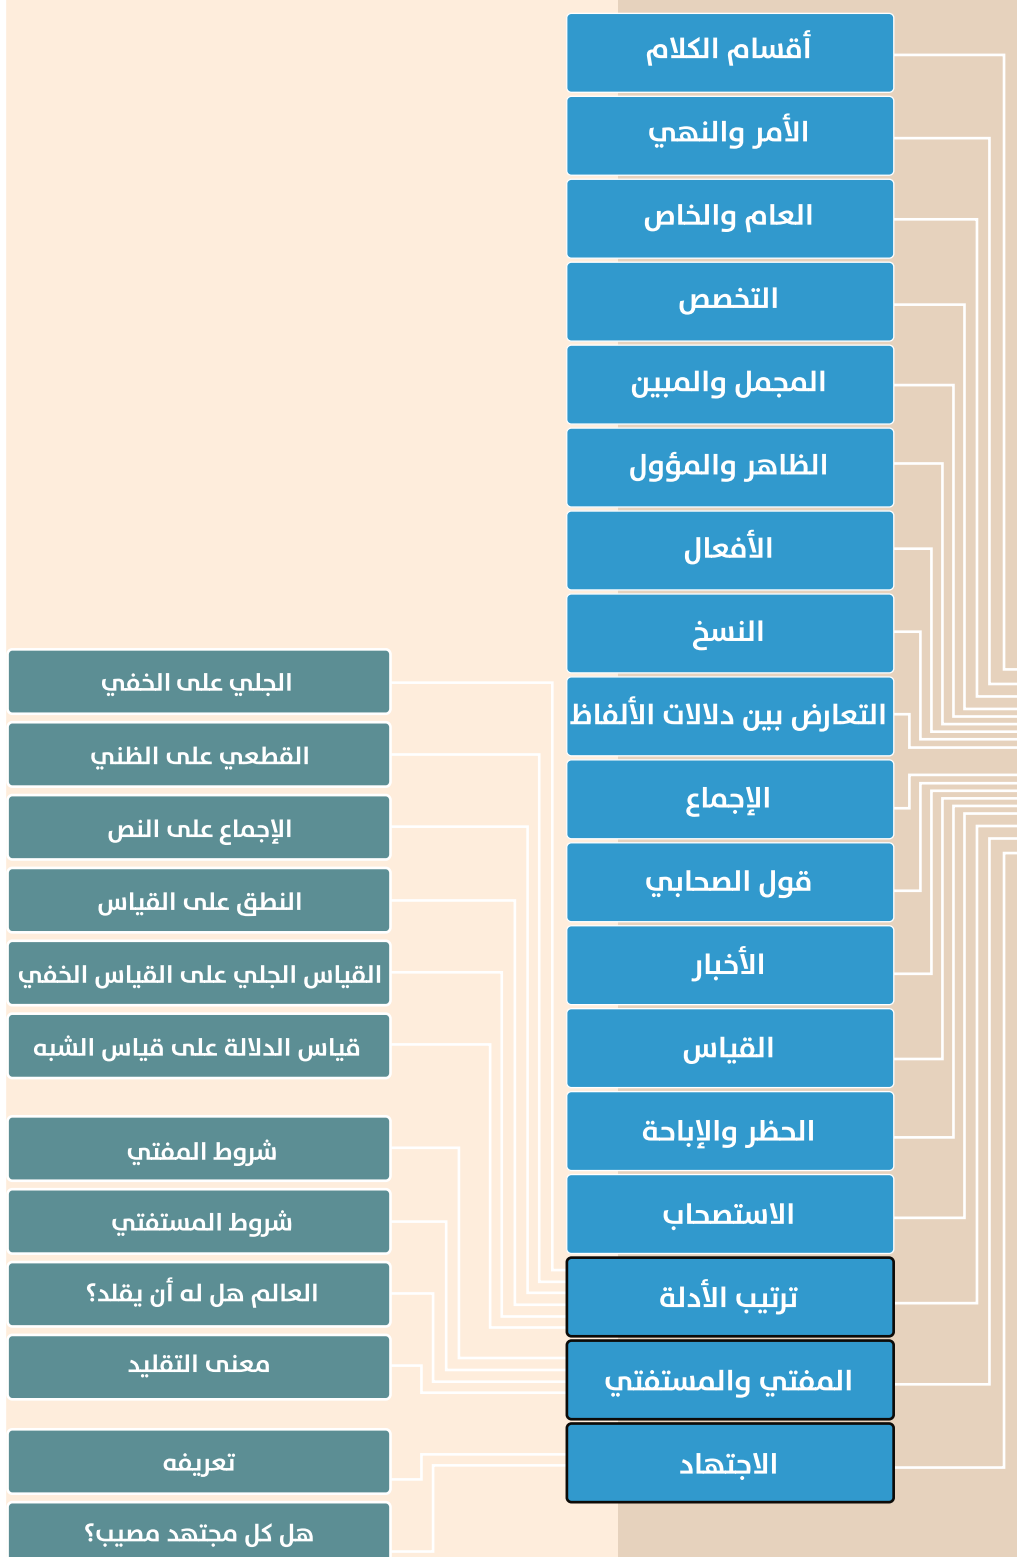 أقسام الكلام
الأمر والنهي
العام والخاص
التخصص
المجمل والمبين
الظاهر والمؤول
الأفعال
النسخ
التعارض بين دلالات الألفاظ
الإجماع
قول الصحابي
الأخبار
القياس
الحظر والإباحة
الاستصحاب
ترتيب الأدلة
المفتي والمستفتي
الاجتهاد
الجلي على الخفي
القطعي على الظني
الإجماع على النص
النطق على القياس
القياس الجلي على القياس الخفي
قياس الدلالة على قياس الشبه
شروط المفتي
شروط المستفتي
العالم هل له أن يقلد؟
معنى التقليد
تعريفه
هل كل مجتهد مصيب؟